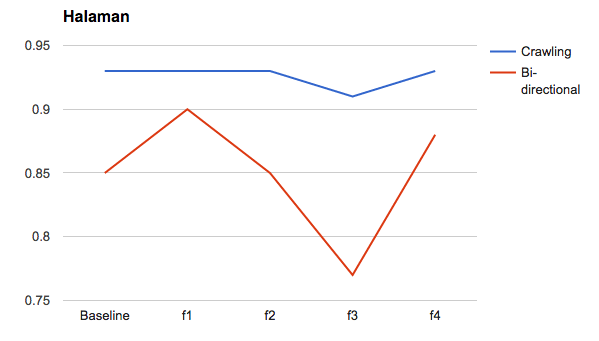 Halaman
0.95
0.9
0.85
0.8
0.75
Baseline f1 f2 f3 f4
Crawling
Bi-
directional